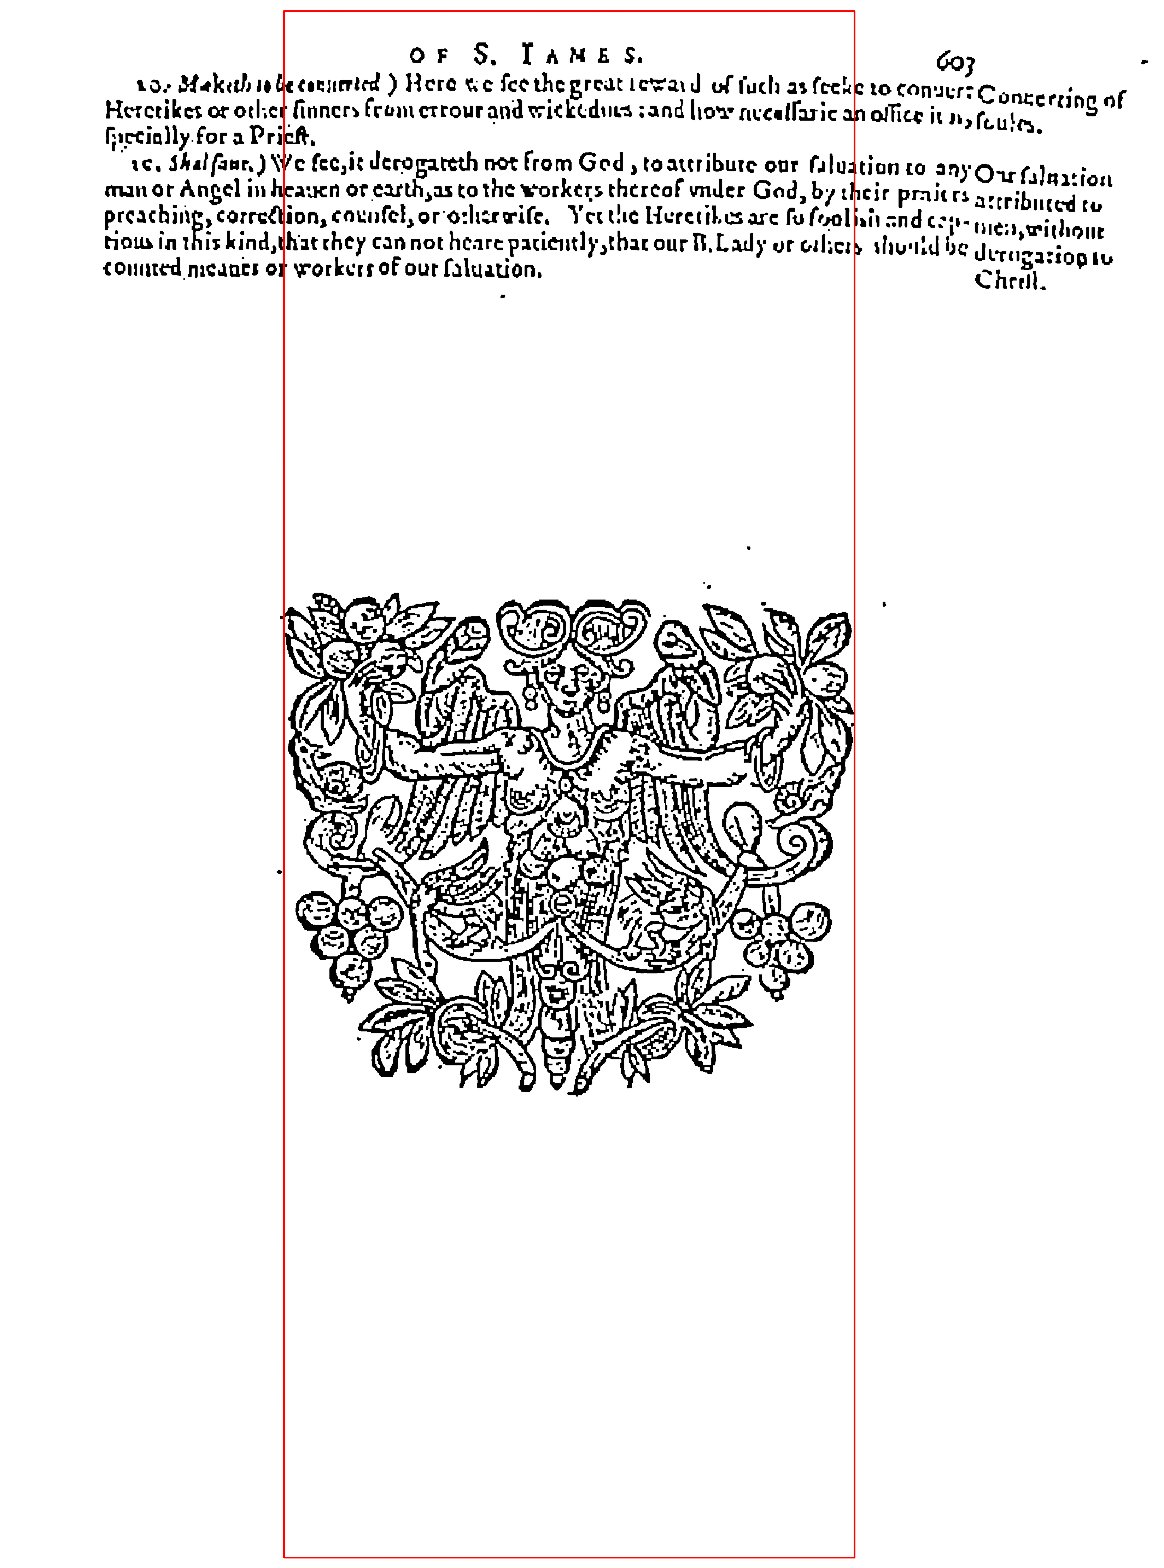 OF S. IAMES.
603
20. Maketh to be conuerted) Here we see the great reward of such as seeke to conuert
Heretikes or other sinners from errour and wickednes: and how necessarie an office it is,
specially for a Priest.
Conuerting of
soules.
20. Shal saue.) We see, it derogateth not from God, to attribute our saluation to any
man or Angel in heauen or earth, as to the workers thereof vnder God, by their praiers
preaching, correction, counsel, or otherwise. Yet the Heretikes are so foolish and cap-
tious in this kind, that they can not heare patiently, that our B. Lady or others should be
counted meanes or workers of our saluation.
Our saluation
attributed to
men, without
derogation to
Christ.